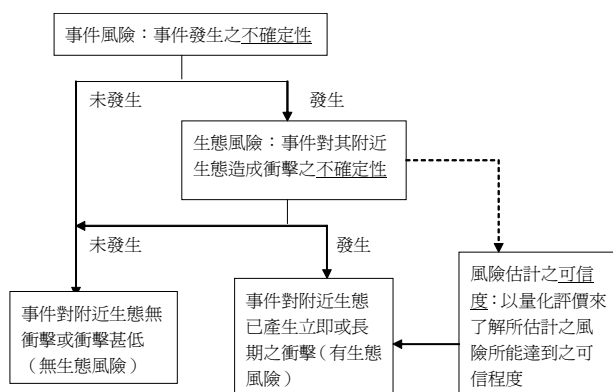 事件風險：事件發生之不確定性
未發生
發生
生態風險：事件對其附近
生態造成衝擊之不確定性
未發生
發生
事件對附近生態無
衝擊或衝擊甚低
（無生態風險）
事件對附近生態
已產生立即或長
期之衝擊（有生態
風險）
風險估計之可信
度：以量化評價來
了解所估計之風
險所能達到之可
信程度